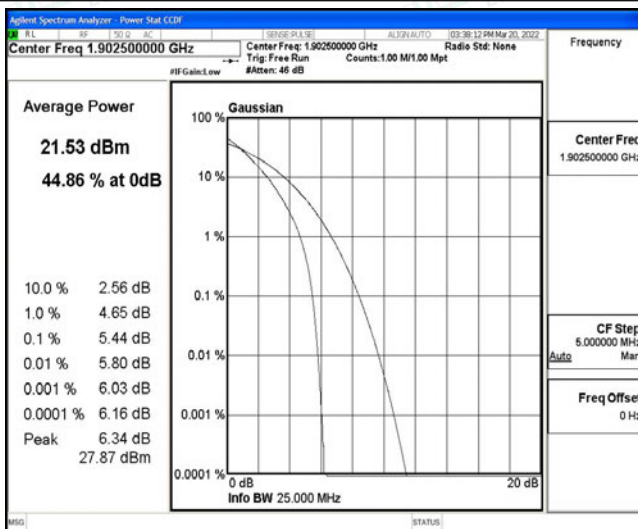 Agilent Spectrum Analyzer - Power Stat CCDF
RL RF 50 Ω AC SENSE:PULSE ALIGN AUTO 03:38:12 PM Mar 20, 2022
Center Freq 1.902500000 GHz
Center Freq: 1.902500000 GHz Radio Std: None
Trig: Free Run Counts:1.00 M/1.00 Mpt
#IFGain:Low #Atten: 46 dB
Frequency
Average Power
21.53 dBm
44.86 % at 0dB
10.0 % 2.56 dB
1.0 % 4.65 dB
0.1 % 5.44 dB
0.01 % 5.80 dB
0.001 % 6.03 dB
0.0001 % 6.16 dB
Peak 6.34 dB
27.87 dBm
Gaussian
100 %
10 %
1 %
0.1 %
0.01 %
0.001 %
0.0001 %
0 dB 20 dB
Info BW 25.000 MHz
Center Freq
1.902500000 GHz
CF Step
5.000000 MHz
Auto Man
Freq Offset
0 Hz
MSG STATUS